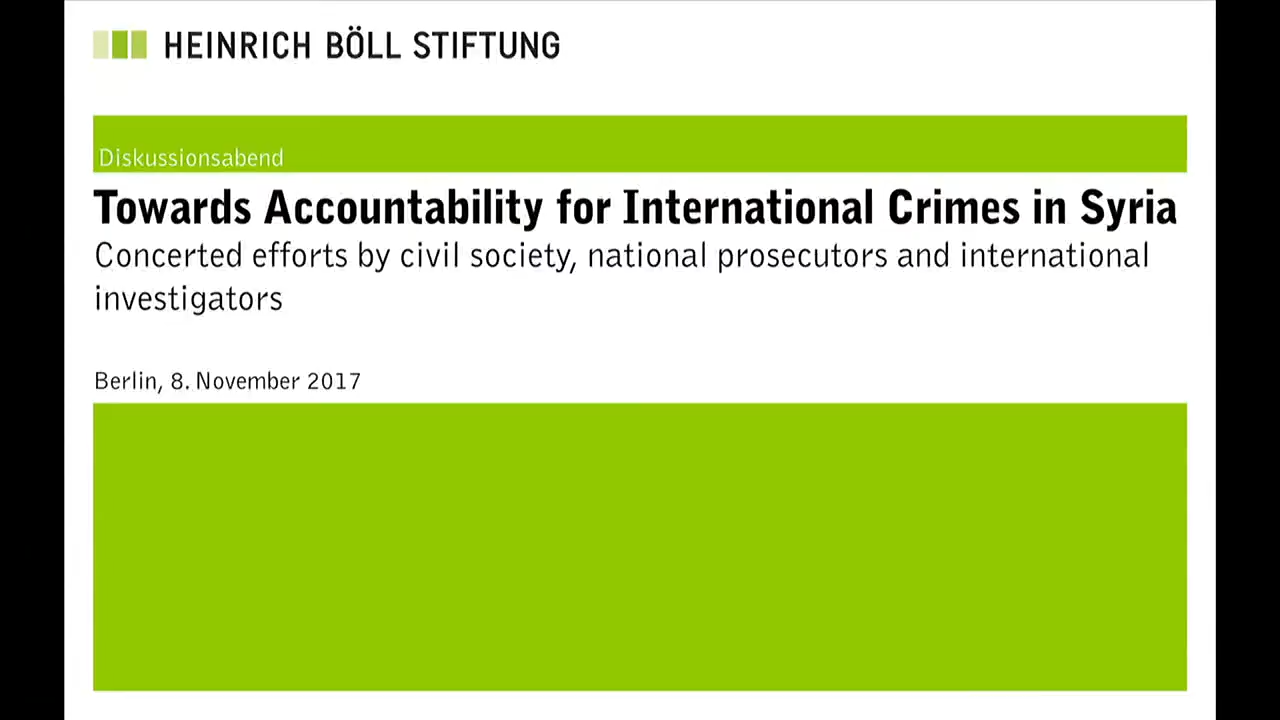 HEINRICH BÖLL STIFTUNG
Diskussionsabend
Towards Accountability for International Crimes in Syria
Concerted efforts by civil society, national prosecutors and international
investigators
Berlin, 8. November 2017